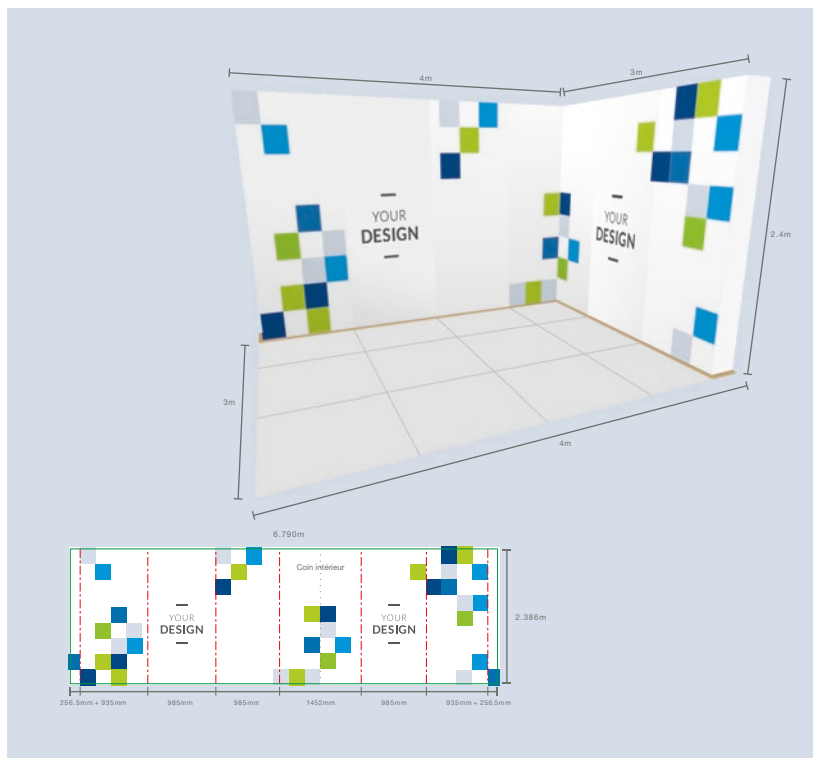 4m
3m
YOUR
DESIGN
YOUR
DESIGN
2.4m
3m
4m
6.790m
Coin intérieur
YOUR
DESIGN
YOUR
DESIGN
2.386m
256.5mm + 935mm 985mm 985mm 1452mm 985mm 935mm + 256.5mm